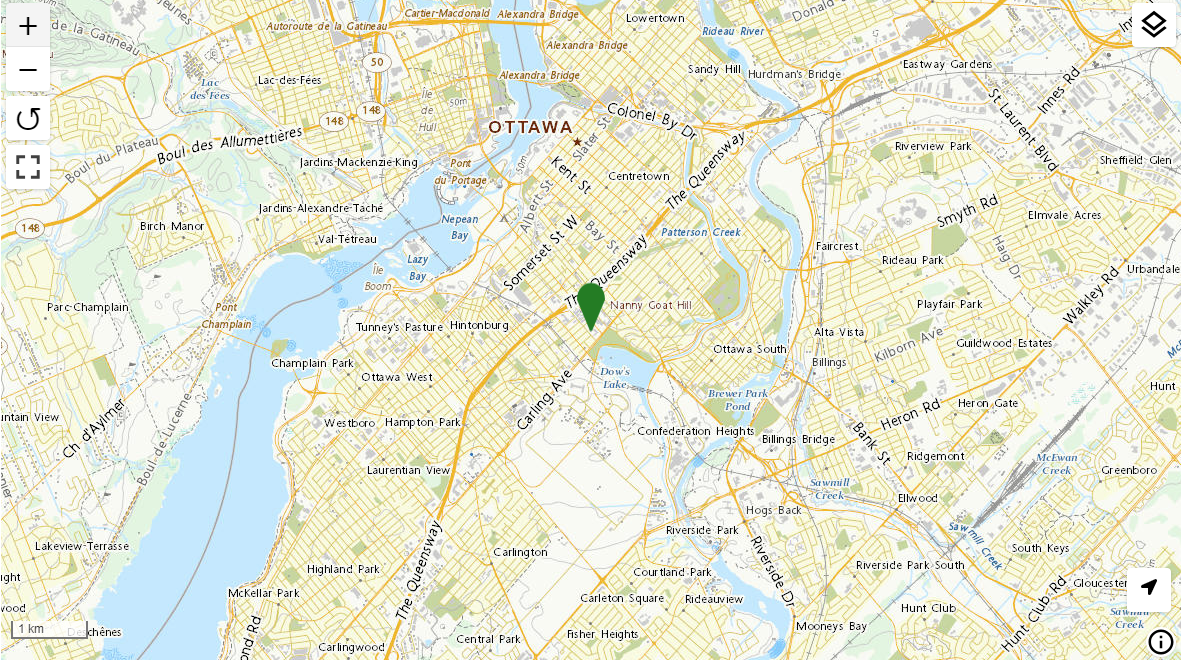 Cartier-Macdonald
Alexandra Bridge
Lowertown
Donald
Jeunes
de la Gatineau
Autoroute de la Gatineau
Rideau River
Alexandra Bridge
50
Sandy Hill
Hurdman's Bridge
Eastway Gardens
Innes Rd
Lac
des Fées
Lac-des-Fées
Alexandra Bridge
Île
de
Hull
50m
148
148
OTTAWA
Colonel By Dr
St Laurent Blvd
Boul des Allumettières
Boul du Plateau
Slater St
Riverview Park
Sheffield Glen
Jardins-Mackenzie-King
Pont
du Portage
50m
Kent St
Centretown
The Queensway
Albert St
Smyth Rd
Jardins-Alexandre-Taché
Nepean
Bay
Elmvale Acres
148
Birch Manor
Val-Tétreau
Somerset St W
Bay St
Patterson Creek
Faircrest
Rideau Park
Haig Dr
Lazy
Bay
Île
Boom
The Queensway
Urbandale
Walkley Rd
Parc-Champlain
Pont
Champlain
Nanny Goat Hill
Playfair Park
Tunney's Pasture
Hintonburg
Alta Vista
Kilborn Ave
Guildwood Estates
Champlain Park
Ottawa South
Billings
Ottawa West
Dow's
Lake
Carling Ave
Brewer Park
Pond
Hunt
Heron Gate
Heron Rd
Ch d'Aylmer
Boul de-Lucerne
Westboro
Hampton Park
Confederation Heights
Billings Bridge
Bank St
Ridgemont
McEwan
Creek
Greenboro
Laurentian View
Sawmill
Creek
Ellwood
Hogs Back
Riverside Park
Sawmill Creek
Lakeview-Terrasse
Carlington
South Keys
The Queensway
Highland Park
Courtland Park
Riverside Dr
Riverside Park South
Gloucester
McKellar Park
Carleton Square
Rideauview
Hunt Club
Hunt Club Rd
Sawmill
Creek
Mooneys Bay
1 km
Deschênes
Central Park
Fisher Heights
Carlingwood